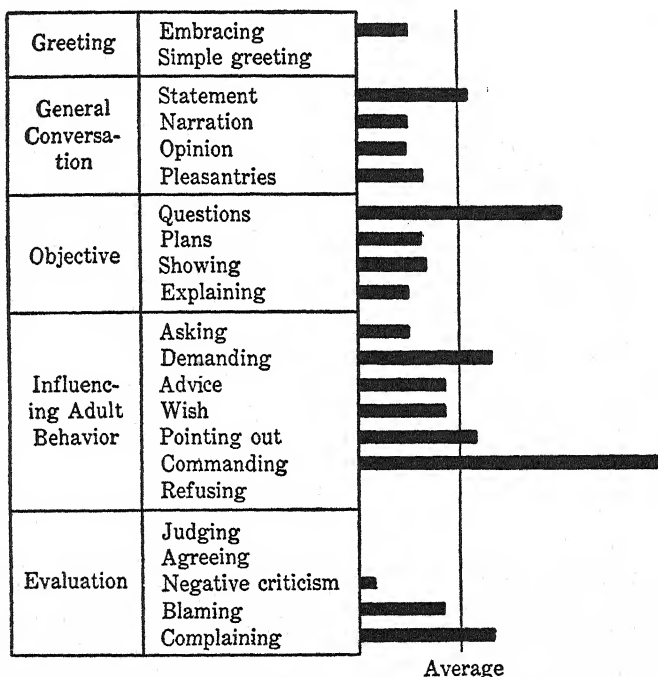 Greeting
Embracing
Simple greeting
General
Conversa-
tion
Statement
Narration
Opinion
Pleasantries
Objective
Questions
Plans
Showing
Explaining
Influenc-
ing Adult
Behavior
Asking
Demanding
Advice
Wish
Pointing out
Commanding
Refusing
Evaluation
Judging
Agreeing
Negative criticism
Blaming
Complaining
Average